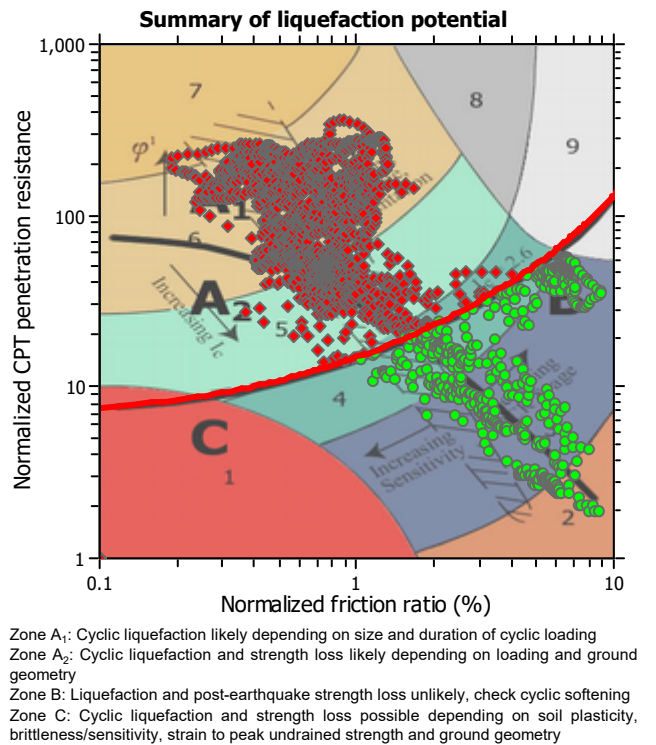 Summary of liquefaction potential
Normalized CPT penetration resistance
1,000
100
10
1
7
8
9
φ'
A1
6
A2
Increasing Ic
5
2.6
B
4
C
1
Increasing
Sensitivity
2
0.1
1
10
Normalized friction ratio (%)
Zone A₁: Cyclic liquefaction likely depending on size and duration of cyclic loading
Zone A₂: Cyclic liquefaction and strength loss likely depending on loading and ground
geometry
Zone B: Liquefaction and post-earthquake strength loss unlikely, check cyclic softening
Zone C: Cyclic liquefaction and strength loss possible depending on soil plasticity,
brittleness/sensitivity, strain to peak undrained strength and ground geometry